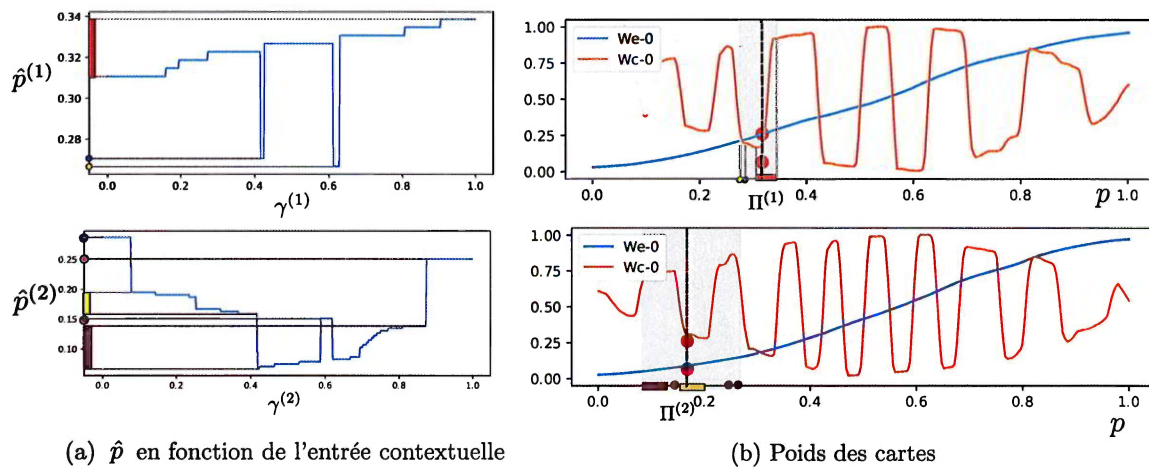 0.34
0.32
p̂(1)
0.30
0.28
0.0 0.2 0.4 0.6 0.8 1.0
γ(1)
1.00
0.75
0.50
0.25
0.00
We-0
Wc-0
0.0 0.2 0.4 0.6 0.8 1.0
Π(1)
p
0.25
p̂(2)
0.20
0.15
0.10
0.0 0.2 0.4 0.6 0.8 1.0
γ(2)
1.00
0.75
0.50
0.25
0.00
We-0
Wc-0
0.0 0.2 0.4 0.6 0.8 1.0
Π(2)
p
(a) p̂ en fonction de l'entrée contextuelle
(b) Poids des cartes